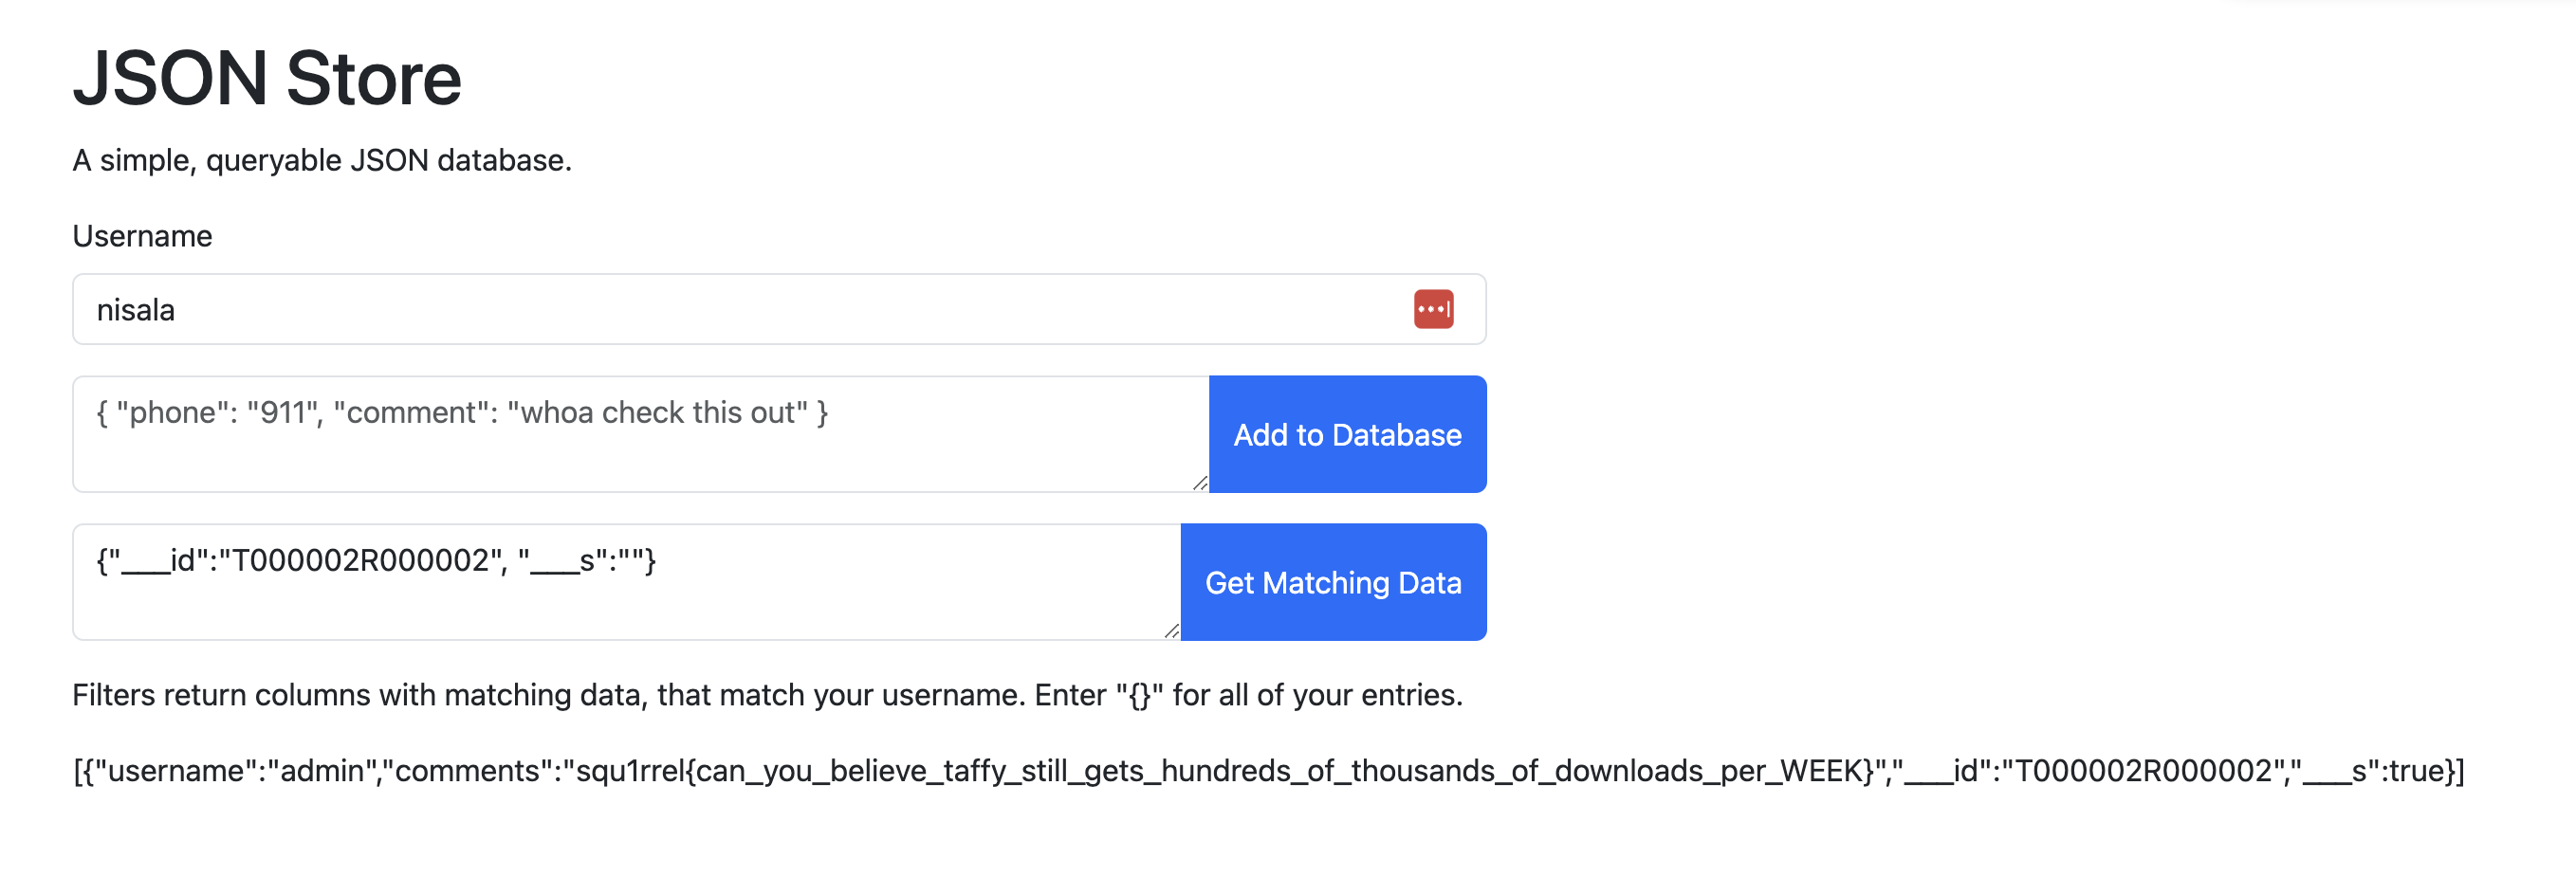 JSON Store
A simple, queryable JSON database.
Username
nisala
{ "phone": "911", "comment": "whoa check this out" }
Add to Database
{"___id":"T000002R000002", "___s":""}
Get Matching Data
Filters return columns with matching data, that match your username. Enter "{}" for all of your entries.
[{"username":"admin","comments":"squ1rrel{can_you_believe_taffy_still_gets_hundreds_of_thousands_of_downloads_per_WEEK}","___id":"T000002R000002","___s":true}]